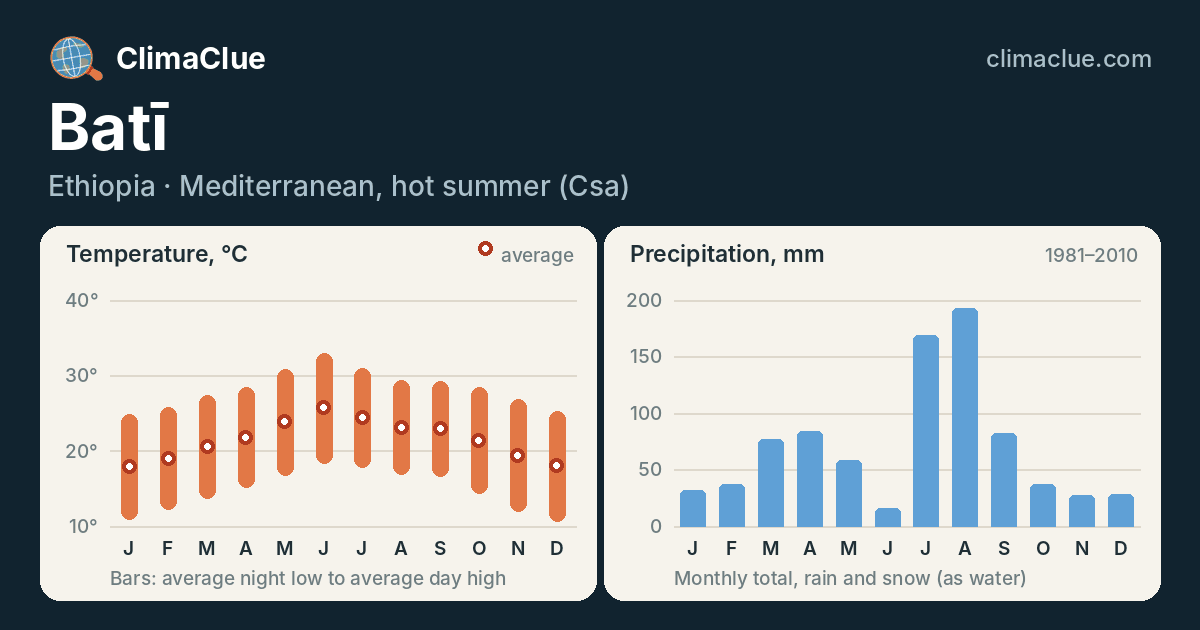 ClimaClue
climaclue.com
Batī
Ethiopia · Mediterranean, hot summer (Csa)
Temperature, °C
average
40°
30°
20°
10°
J F M A M J J A S O N D
Bars: average night low to average day high
Precipitation, mm
1981–2010
200
150
100
50
0
J F M A M J J A S O N D
Monthly total, rain and snow (as water)